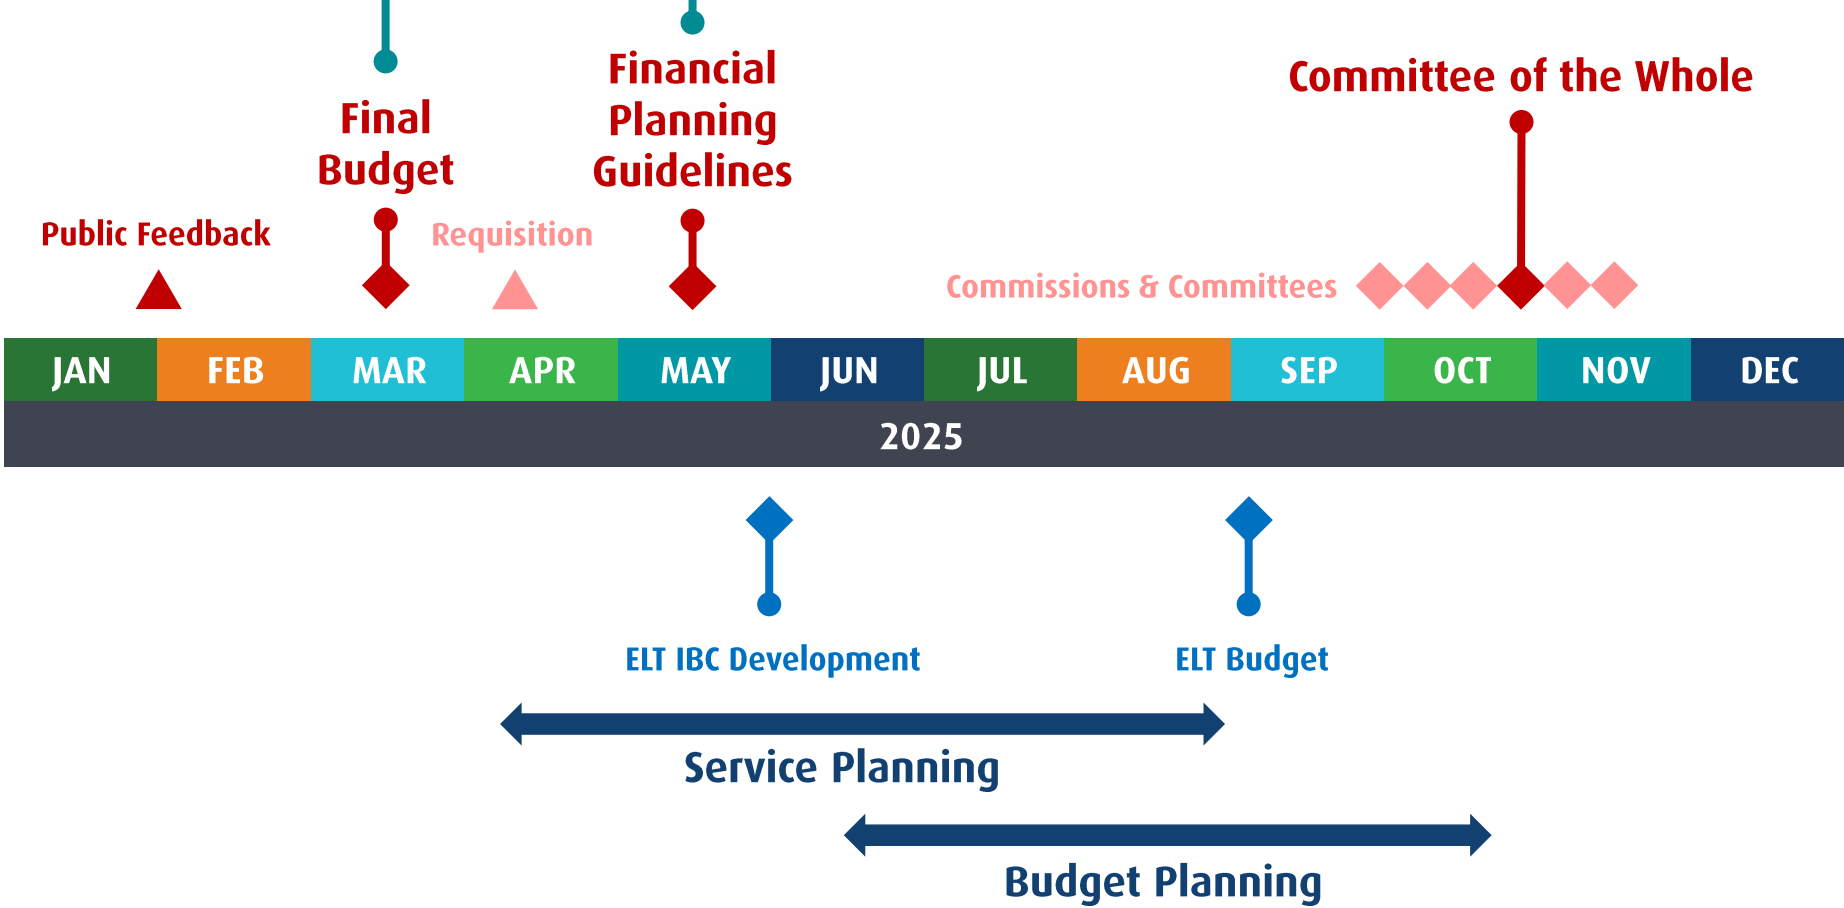 Final
Budget
Financial
Planning
Guidelines
Committee of the Whole
Public Feedback
Requisition
Commissions & Committees
JAN FEB MAR APR MAY JUN JUL AUG SEP OCT NOV DEC
2025
ELT IBC Development
ELT Budget
Service Planning
Budget Planning